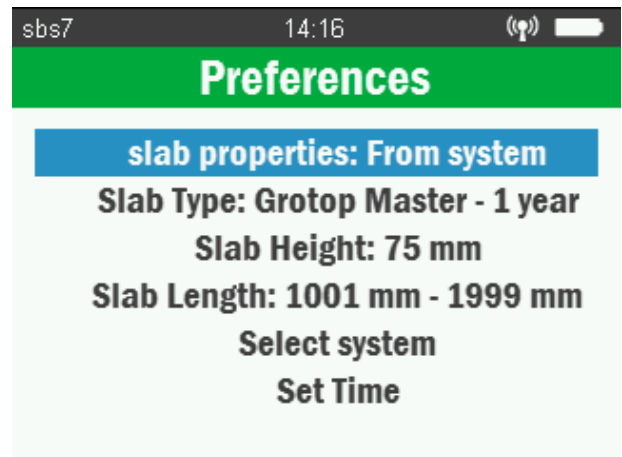 sbs7 14:16
Preferences
slab properties: From system
Slab Type: Grotop Master - 1 year
Slab Height: 75 mm
Slab Length: 1001 mm - 1999 mm
Select system
Set Time